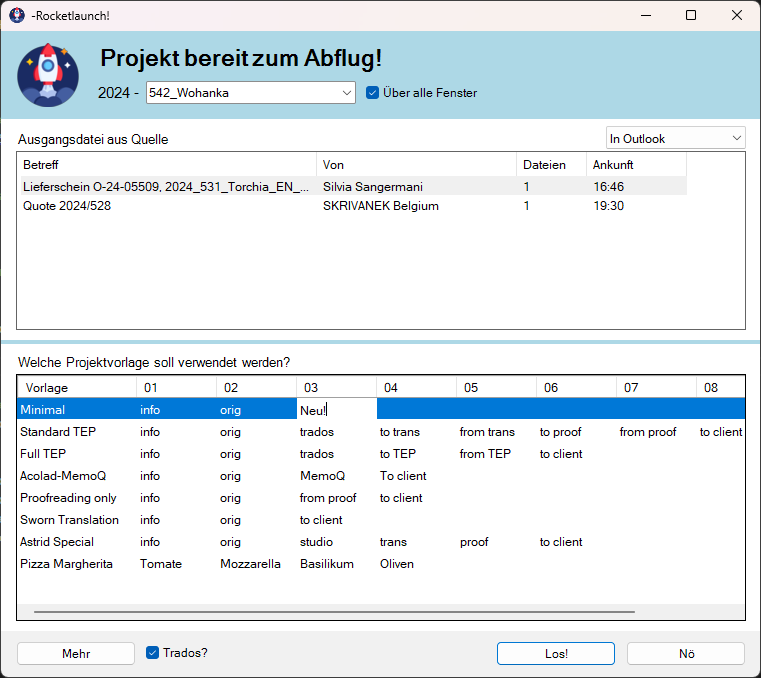 -Rocketlaunch!
Projekt bereit zum Abflug!
2024 - 542_Wohanka Über alle Fenster
Ausgangsdatei aus Quelle In Outlook
Betreff Von Dateien Ankunft
Lieferschein O-24-05509, 2024_531_Torchia_EN_... Silvia Sangermani 1 16:46
Quote 2024/528 SKRIVANEK Belgium 1 19:30
Welche Projektvorlage soll verwendet werden?
Vorlage 01 02 03 04 05 06 07 08
Minimal info orig Neu!
Standard TEP info orig trados to trans from trans to proof from proof to client
Full TEP info orig trados to TEP from TEP to client
Acolad-MemoQ info orig MemoQ To client
Proofreading only info orig from proof to client
Sworn Translation info orig to client
Astrid Special info orig studio trans proof to client
Pizza Margherita Tomate Mozzarella Basilikum Oliven
Mehr Trados? Los! Nö